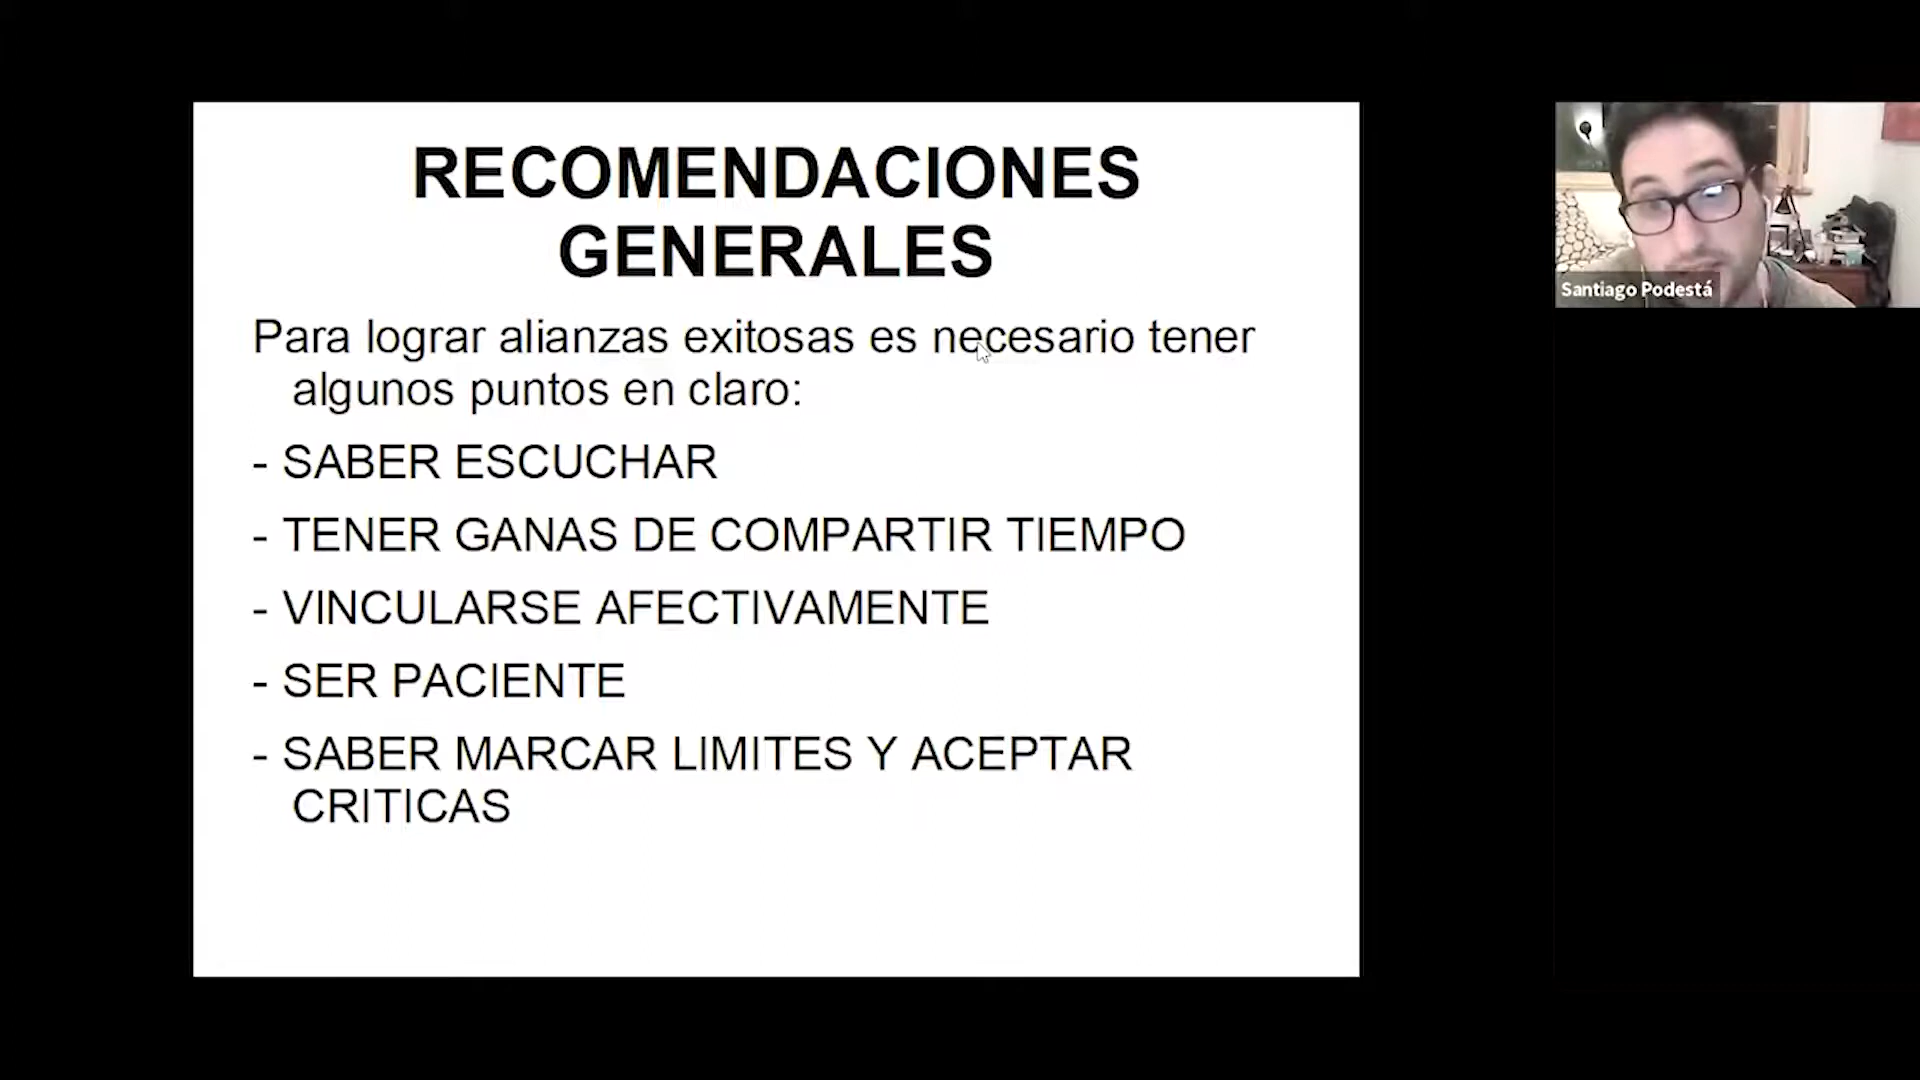 RECOMENDACIONES
GENERALES
Para lograr alianzas exitosas es necesario tener
algunos puntos en claro:
- SABER ESCUCHAR
- TENER GANAS DE COMPARTIR TIEMPO
- VINCULARSE AFECTIVAMENTE
- SER PACIENTE
- SABER MARCAR LIMITES Y ACEPTAR
CRITICAS
Santiago Podestá